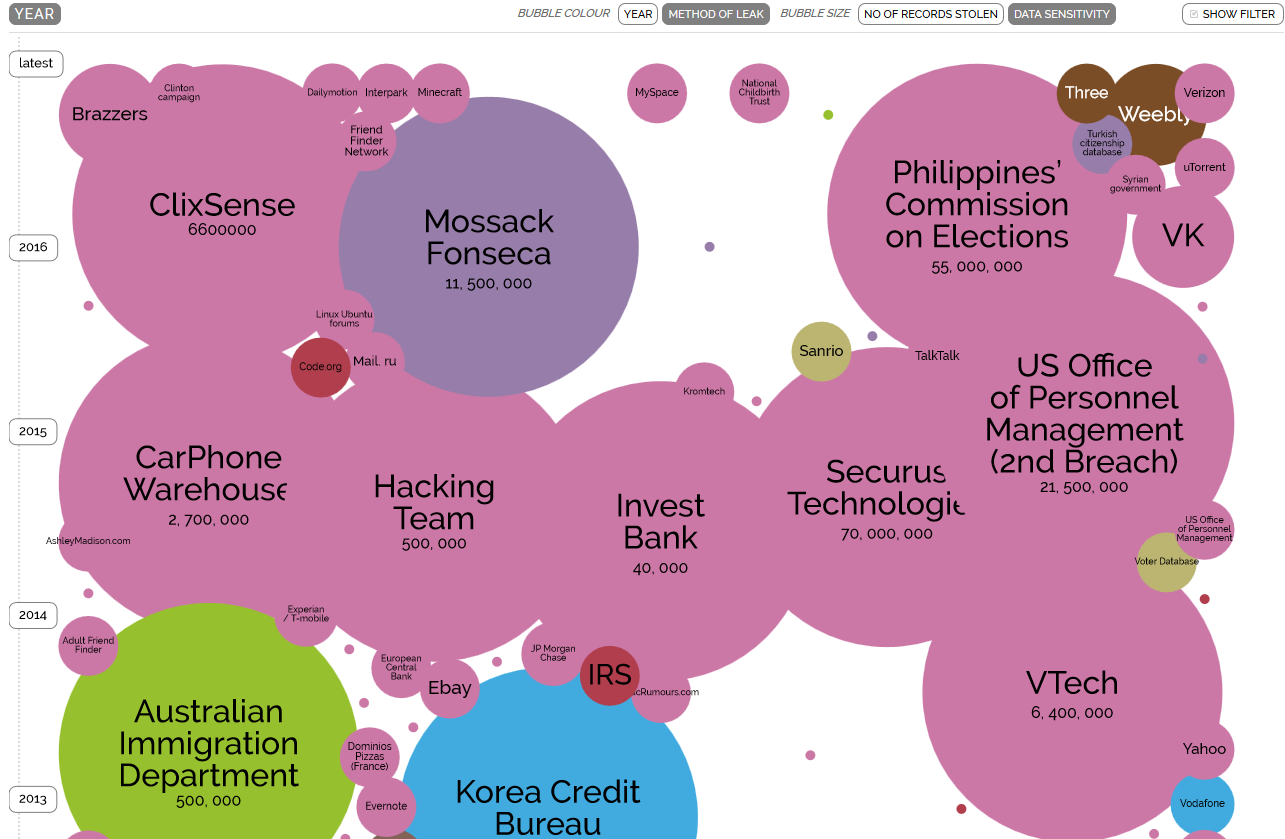 YEAR
BUBBLE COLOUR
YEAR
METHOD OF LEAK
BUBBLE SIZE
NO OF RECORDS STOLEN
DATA SENSITIVITY
SHOW FILTER
latest
Brazzers
Clinton
campaign
Dailymotion
Interpark
Minecraft
Friend
Finder
Network
MySpace
National
Childbirth
Trust
Three
Weebly
Verizon
Turkish
citizenship
database
Syrian
government
uTorrent
VK
ClixSense
6600000
Mossack
Fonseca
11, 500, 000
Philippines'
Commission
on Elections
55, 000, 000
2016
Linux Ubuntu
forums
Code.org
Mail. ru
Sanrio
TalkTalk
Kromtech
US Office
of Personnel
Management
(2nd Breach)
21, 500, 000
2015
CarPhone
Warehouse
2, 700, 000
Hacking
Team
500, 000
Invest
Bank
40, 000
Securus
Technologie
70, 000, 000
AshleyMadison.com
US Office
of Personnel
Management
Voter Database
2014
Experian
/ T-mobile
Adult Friend
Finder
European
Central
Bank
Ebay
JP Morgan
Chase
IRS
cRumours.com
VTech
6, 400, 000
Australian
Immigration
Department
500, 000
Dominios
Pizzas
(France)
Evernote
Korea Credit
Bureau
Yahoo
Vodafone
2013